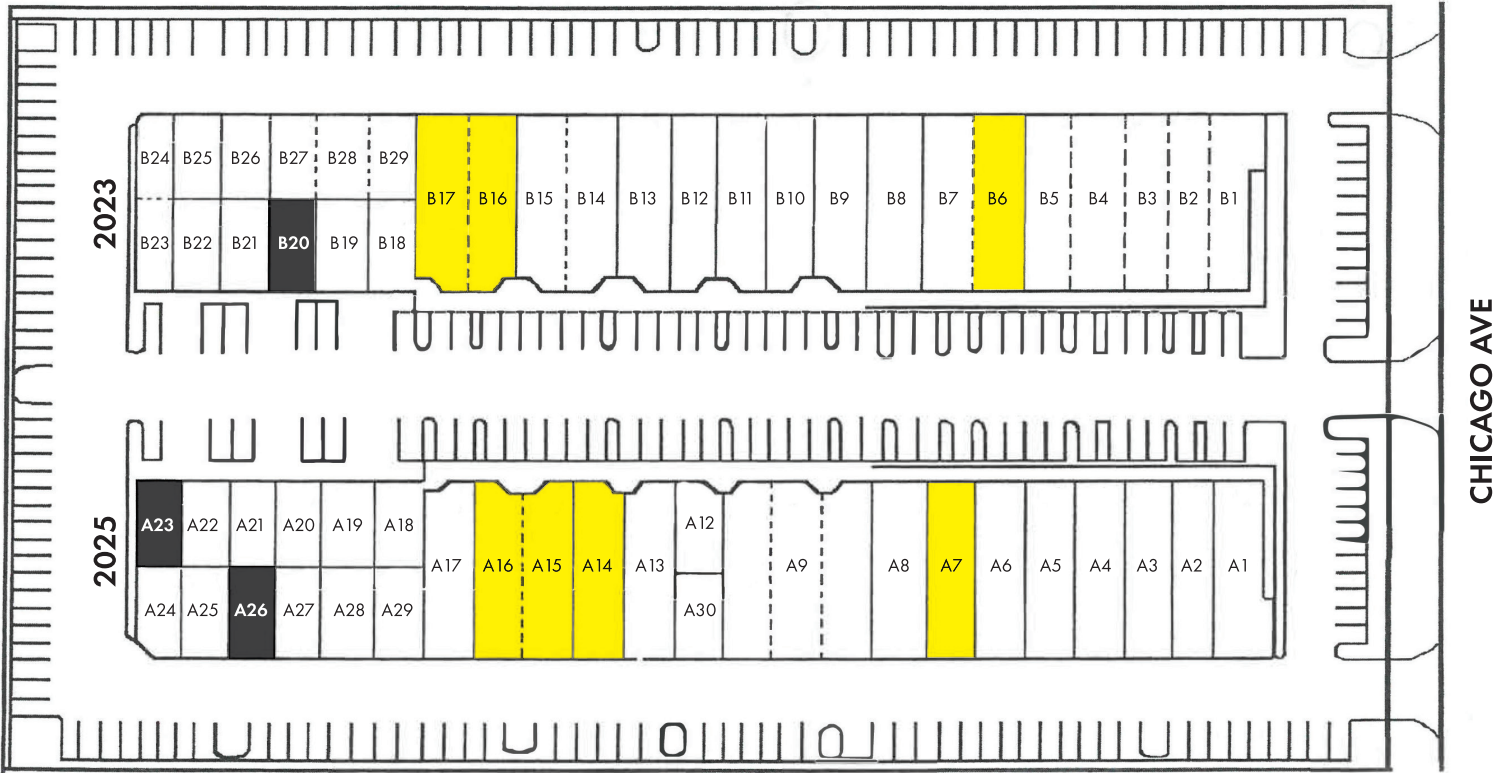 B24 B25 B26 B27 B28 B29
B17 B16 B15 B14 B13 B12 B11 B10 B9 B8 B7 B6 B5 B4 B3 B2 B1
B23 B22 B21 B20 B19 B18
2023
CHICAGO AVE
A23 A22 A21 A20 A19 A18
A12
A17 A16 A15 A14 A13 A9 A8 A7 A6 A5 A4 A3 A2 A1
A24 A25 A26 A27 A28 A29
A30
2025